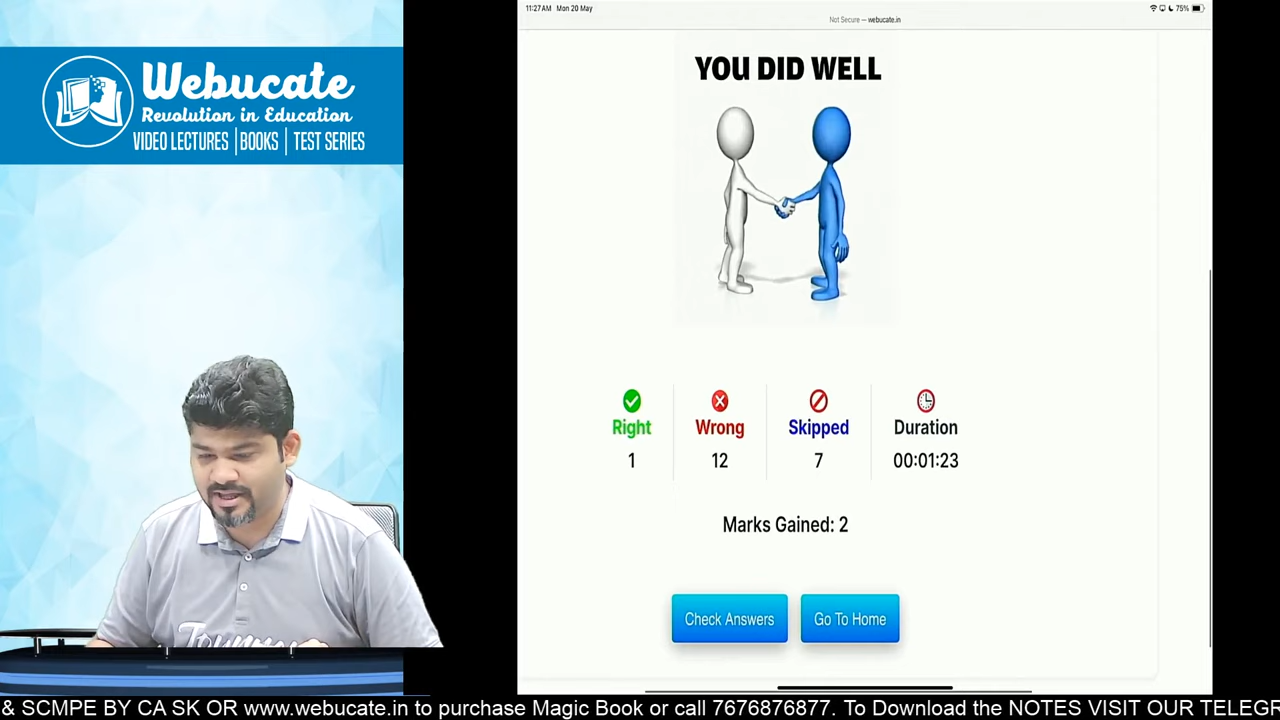 Webucate
Revolution in Education
VIDEO LECTURES | BOOKS | TEST SERIES
11:27AM Mon 20 May
75%
Not Secure — webucate.in
YOU DID WELL
Right
Wrong
Skipped
Duration
1
12
7
00:01:23
Marks Gained: 2
Check Answers
Go To Home
& SCMPE BY CA SK OR www.webucate.in to purchase Magic Book or call 7676876877. To Download the NOTES VISIT OUR TELEGR